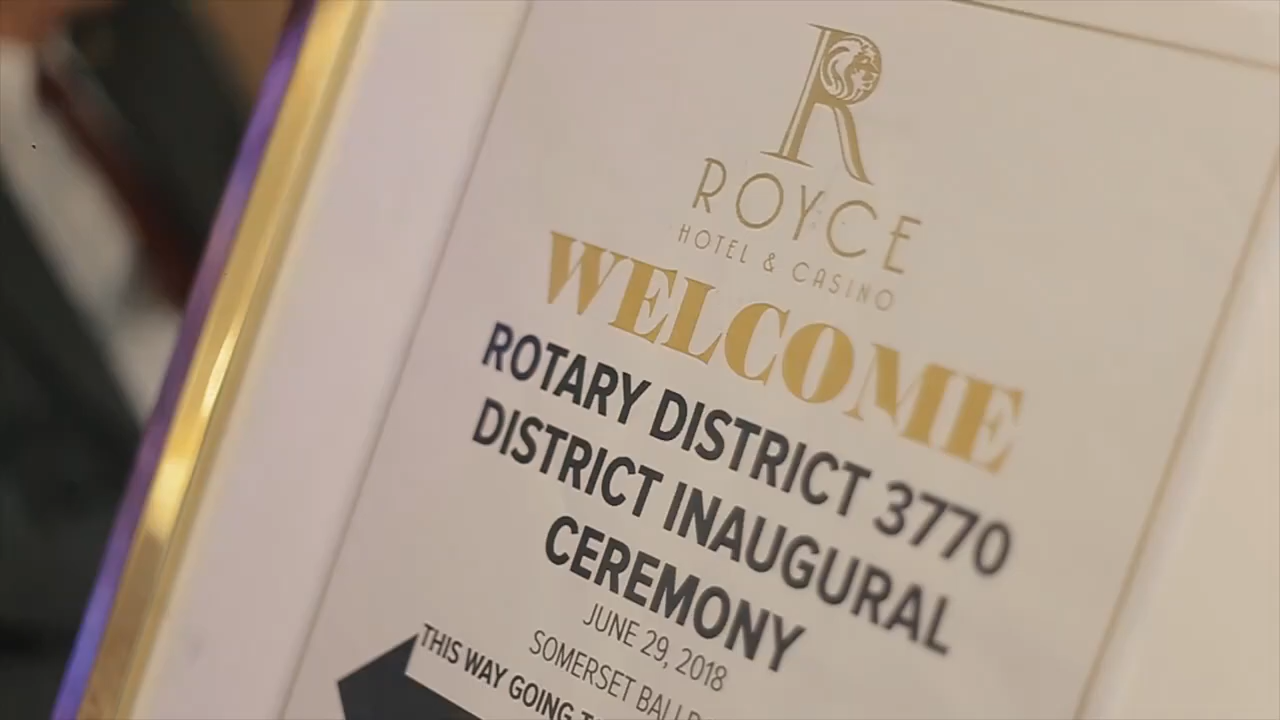 R
ROYCE
HOTEL & CASINO
WELCOME
ROTARY DISTRICT 3770
DISTRICT INAUGURAL
CEREMONY
JUNE 29, 2018
SOMERSET
THIS WAY GOING